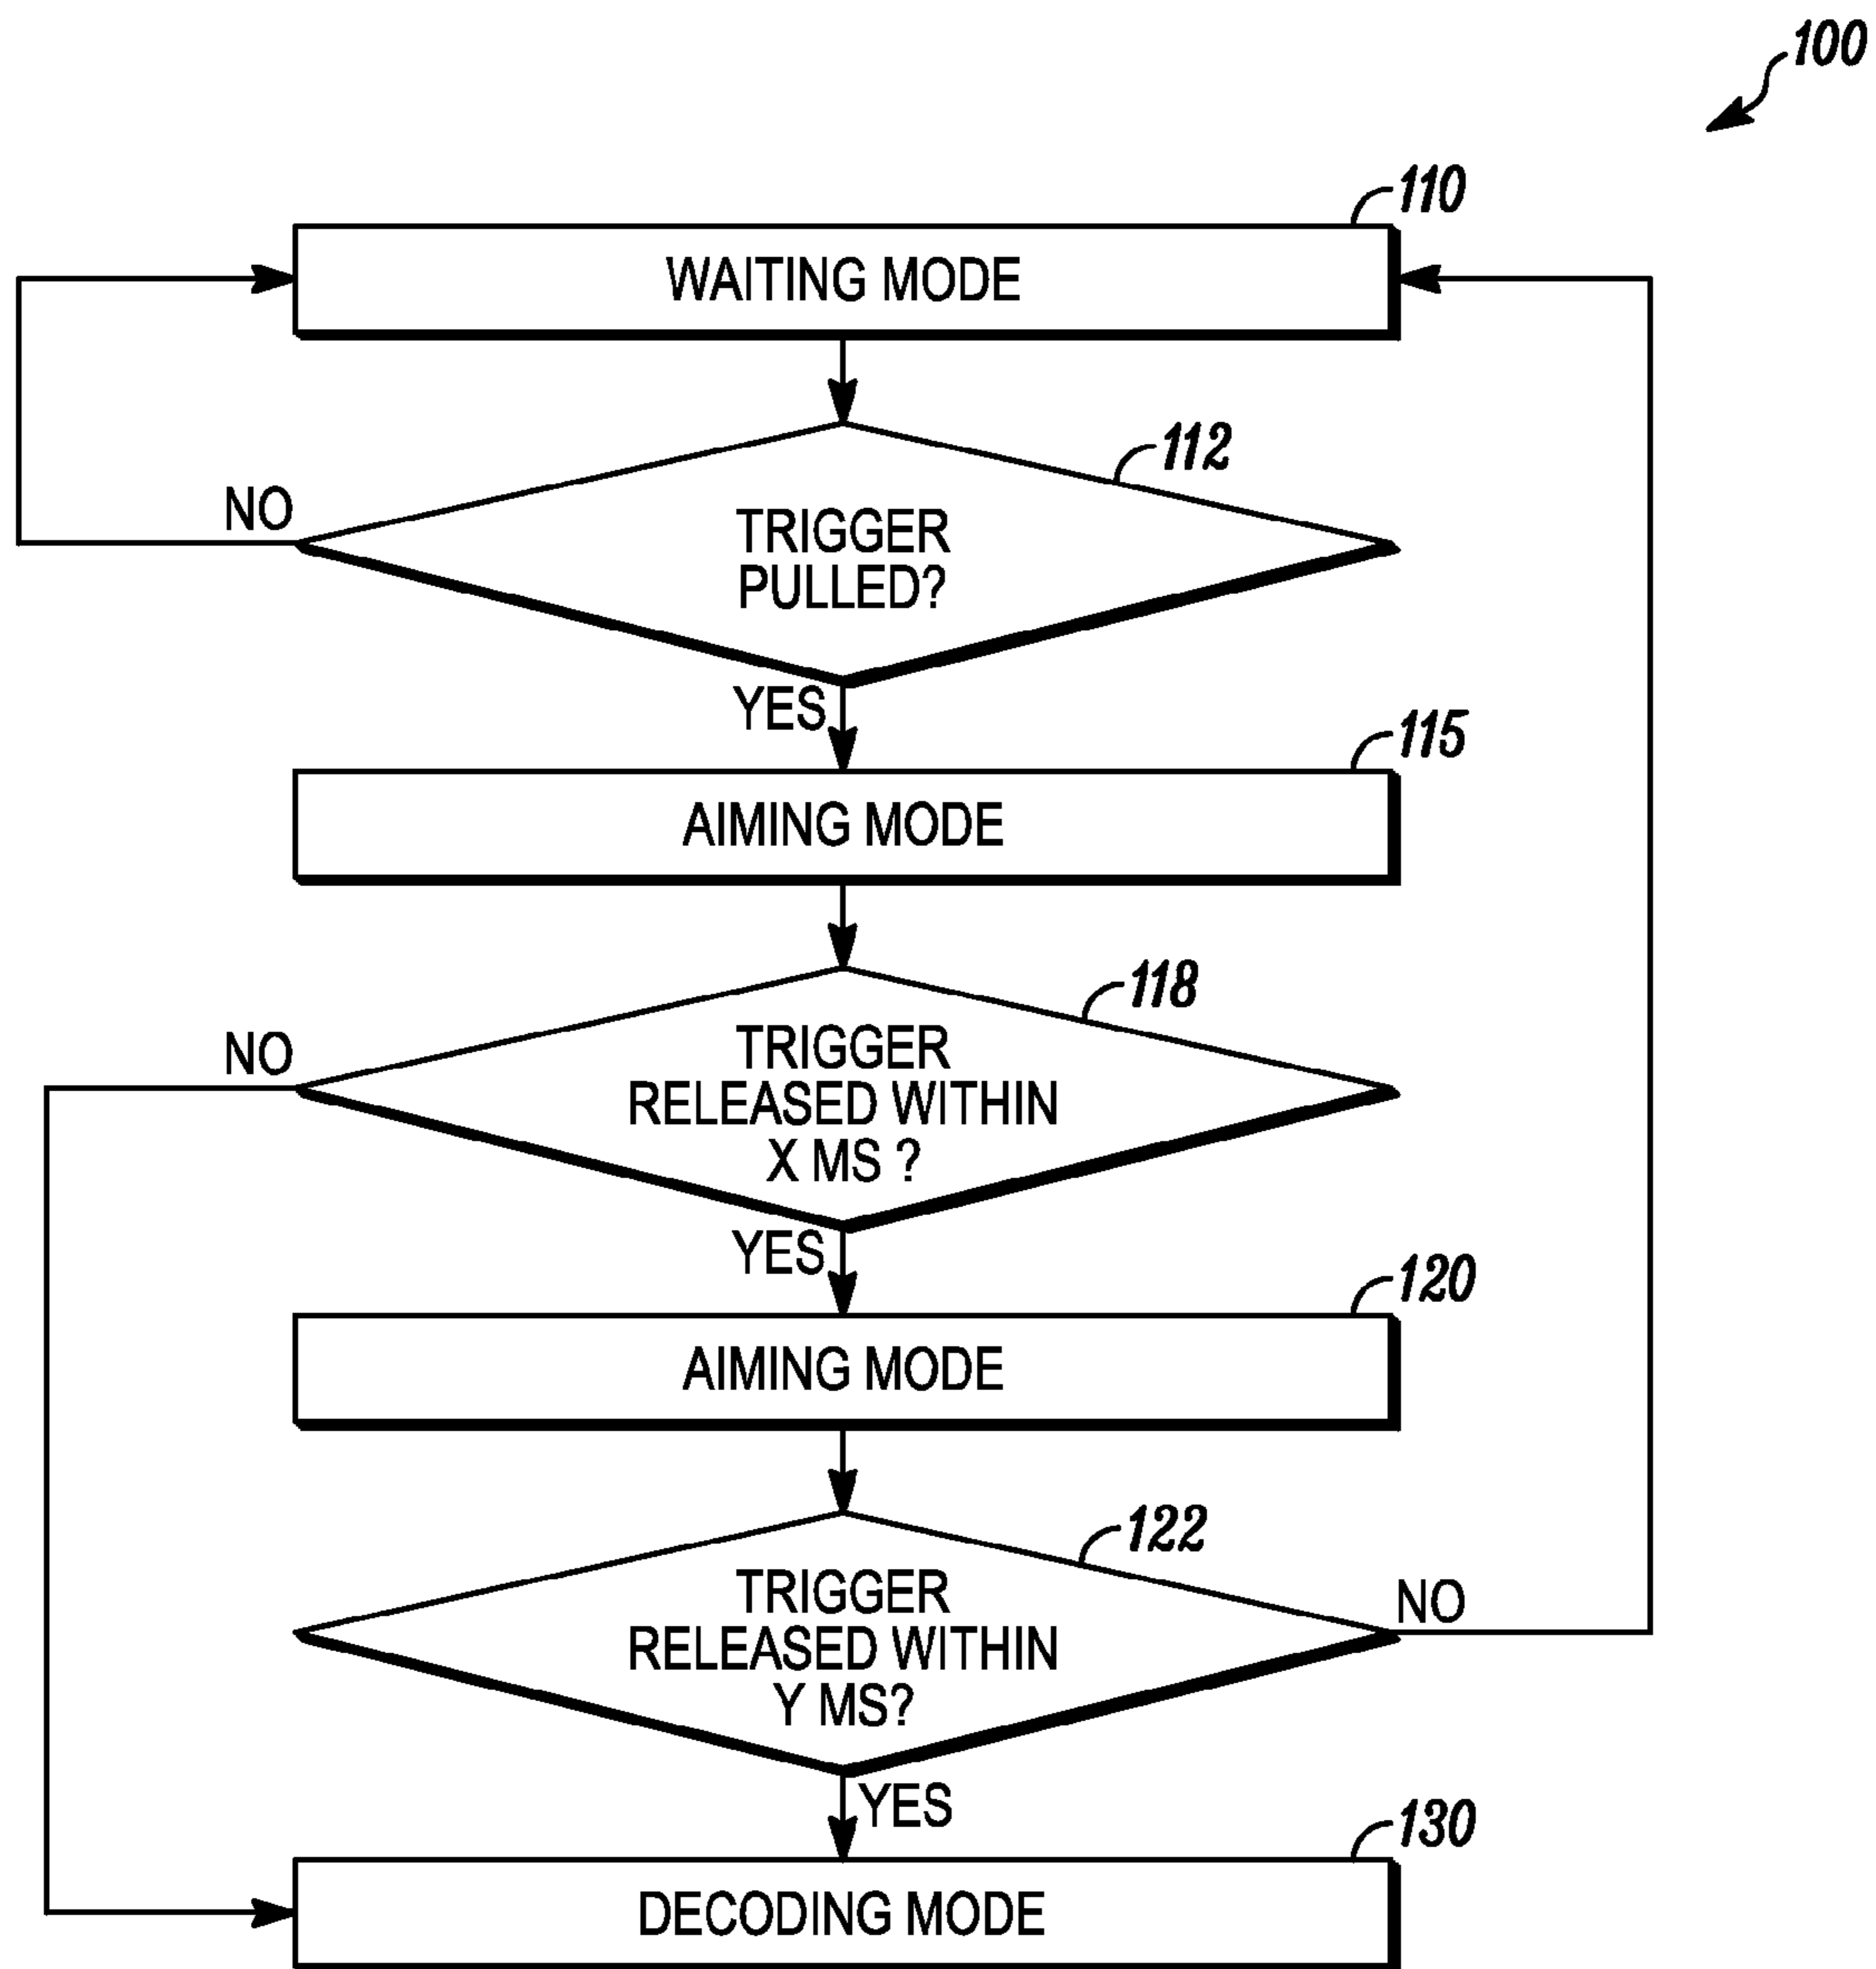 100
110
WAITING MODE
112
NO
TRIGGER
PULLED?
YES
115
AIMING MODE
118
NO
TRIGGER
RELEASED WITHIN
X MS ?
YES
120
AIMING MODE
122
TRIGGER
RELEASED WITHIN
Y MS?
NO
YES
130
DECODING MODE